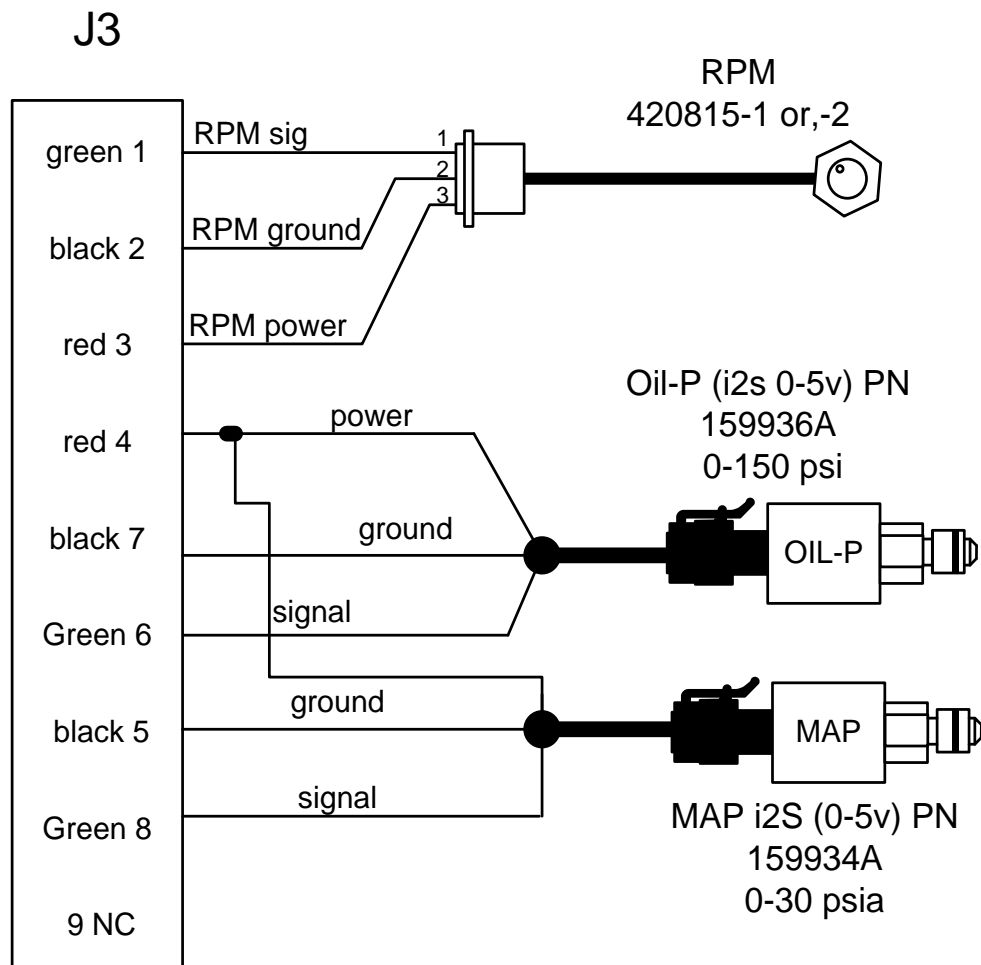 J3
RPM
420815-1 or,-2
green 1
RPM sig
1
2
3
black 2
RPM ground
red 3
RPM power
Oil-P (i2s 0-5v) PN
159936A
0-150 psi
red 4
power
black 7
ground
OIL-P
Green 6
signal
black 5
ground
MAP
Green 8
signal
MAP i2S (0-5v) PN
159934A
0-30 psia
9 NC